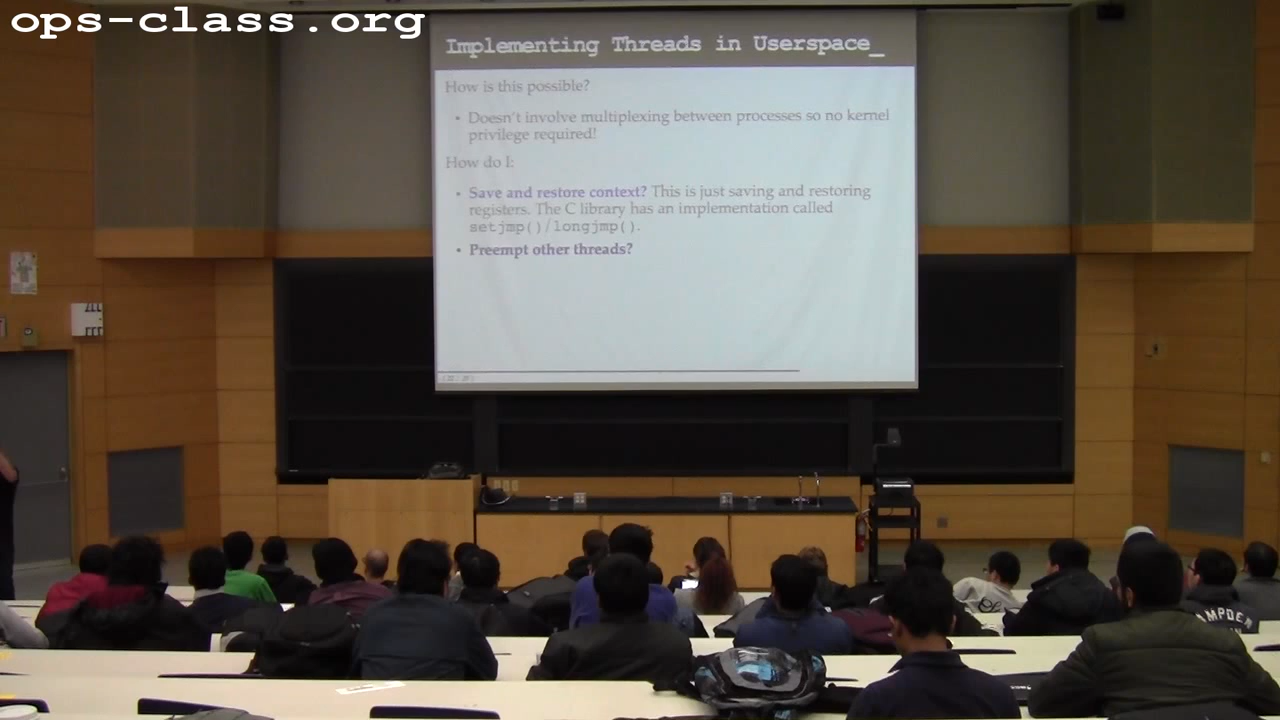 ops-class.org
Implementing Threads in Userspace_
How is this possible?
• Doesn't involve multiplexing between processes so no kernel
privilege required!
How do I:
• Save and restore context? This is just saving and restoring
registers. The C library has an implementation called
setjmp()/longjmp().
• Preempt other threads?